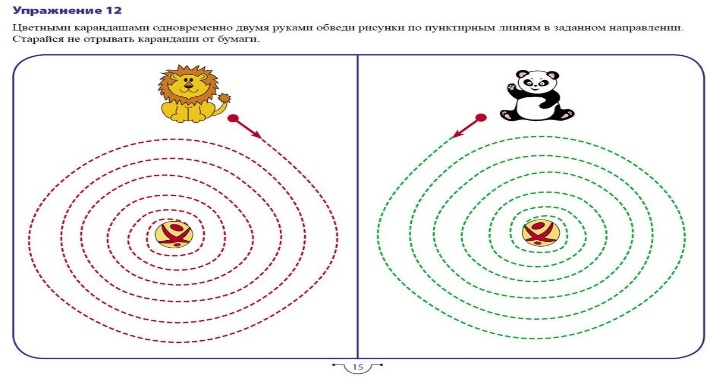 Упражнение 12
Цветными карандашами одновременно двумя руками обведи рисунки по пунктирным линиям в заданном направлении.
Старайся не отрывать карандаши от бумаги.
15